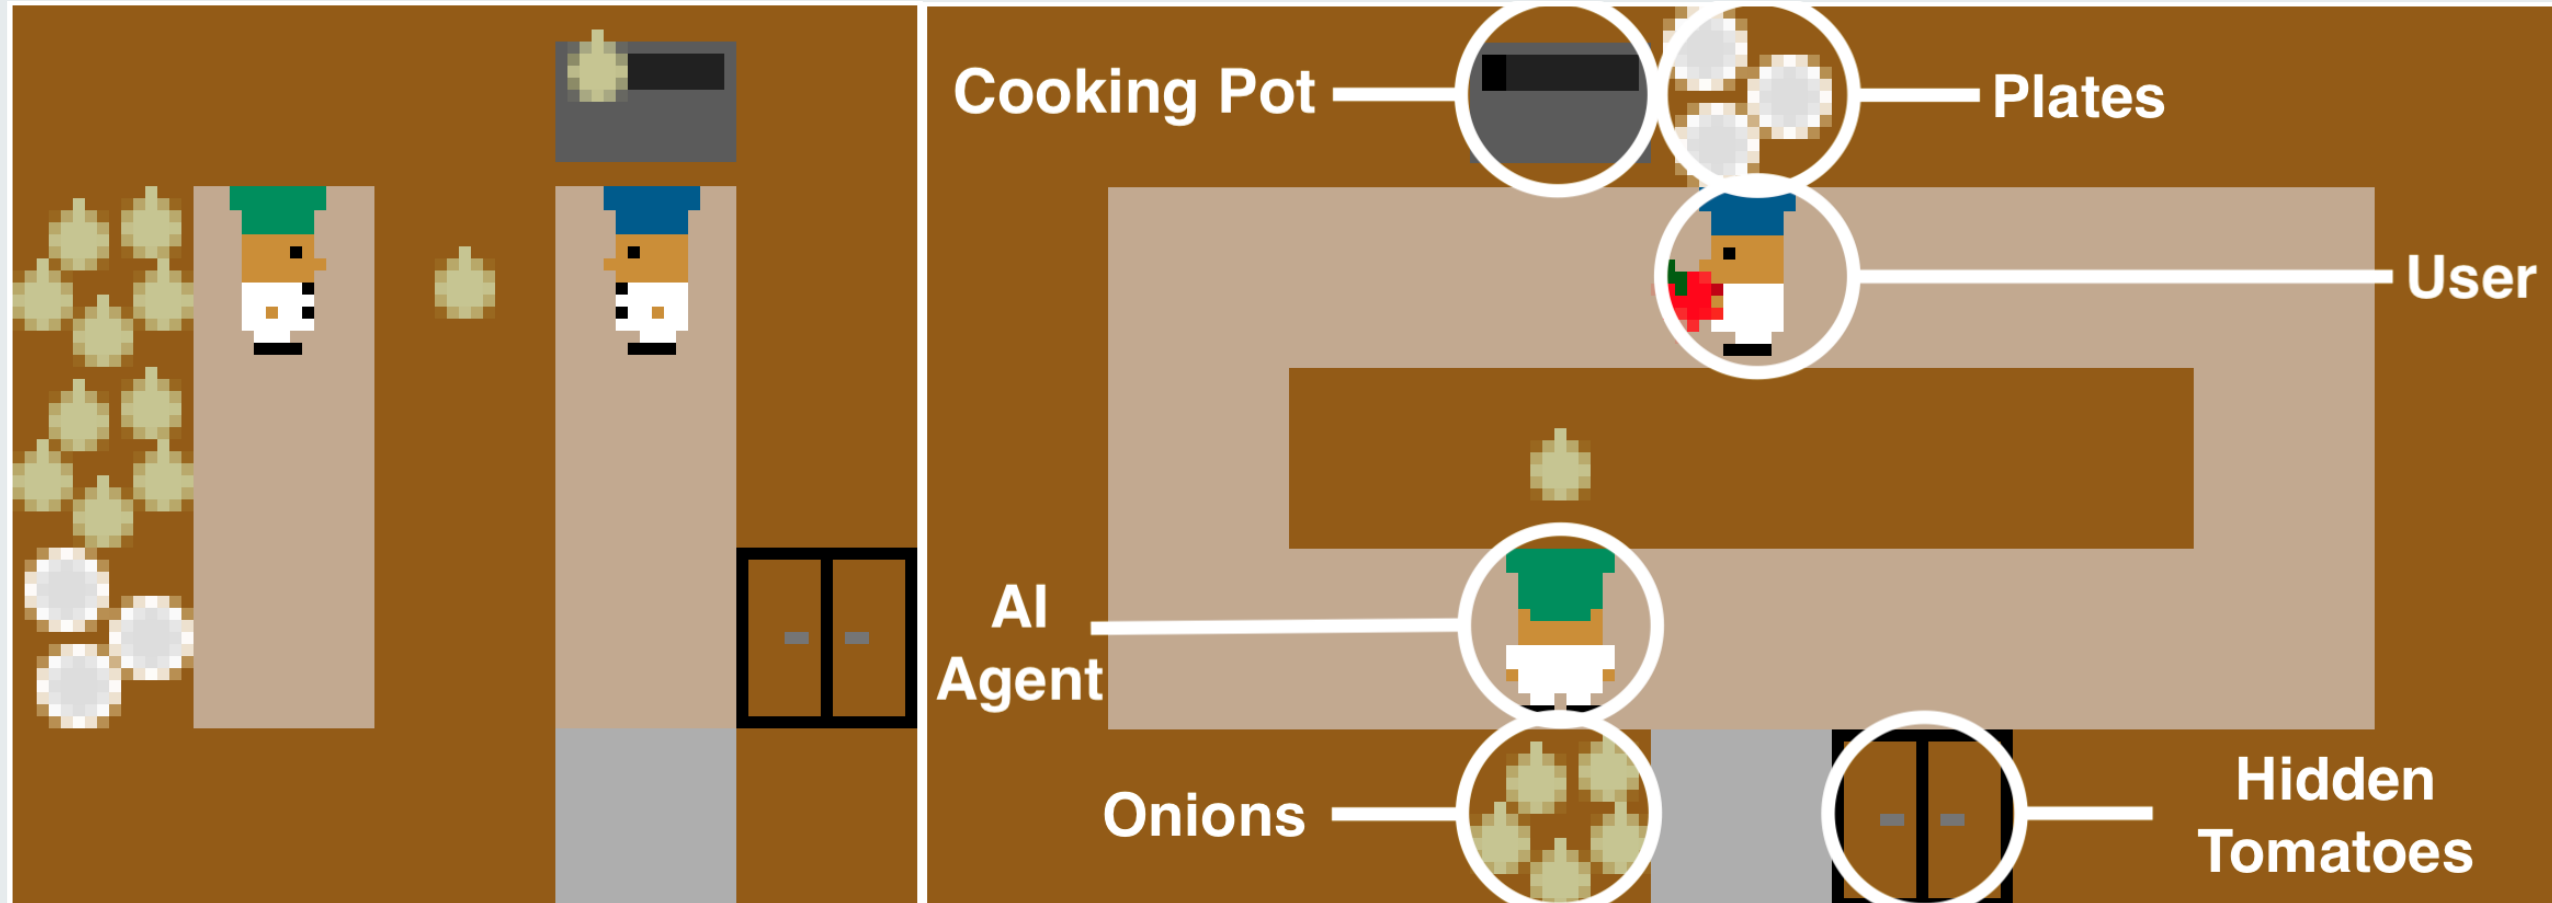 Cooking Pot
Plates
User
AI
Agent
Onions
Hidden
Tomatoes